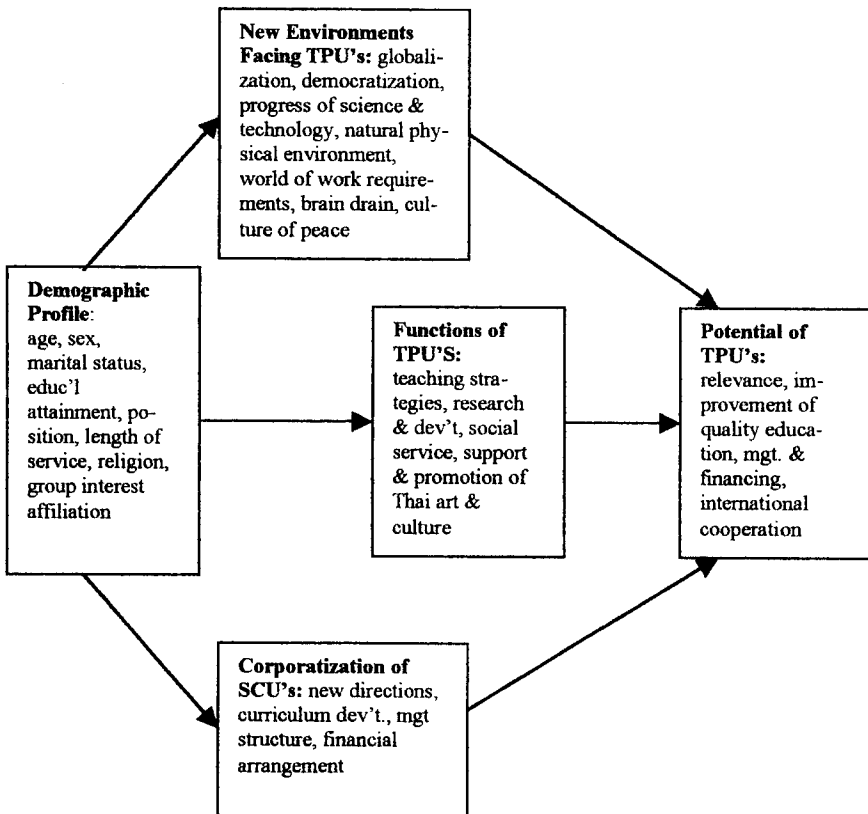 New Environments
Facing TPU's: globali-
zation, democratization,
progress of science &
technology, natural phy-
sical environment,
world of work require-
ments, brain drain, cul-
ture of peace
Demographic
Profile:
age, sex,
marital status,
educ'l
attainment, po-
sition, length of
service, religion,
group interest
affiliation
Functions of
TPU'S:
teaching stra-
tegies, research
& dev't, social
service, support
& promotion of
Thai art &
culture
Potential of
TPU's:
relevance, im-
provement of
quality educa-
tion, mgt. &
financing,
international
cooperation
Corporatization of
SCU's: new directions,
curriculum dev't., mgt
structure, financial
arrangement